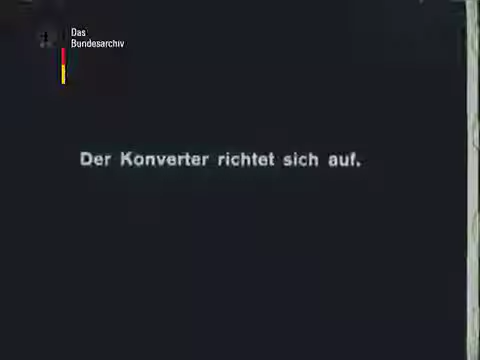 Das
Bundesarchiv
Der Konverter richtet sich auf.